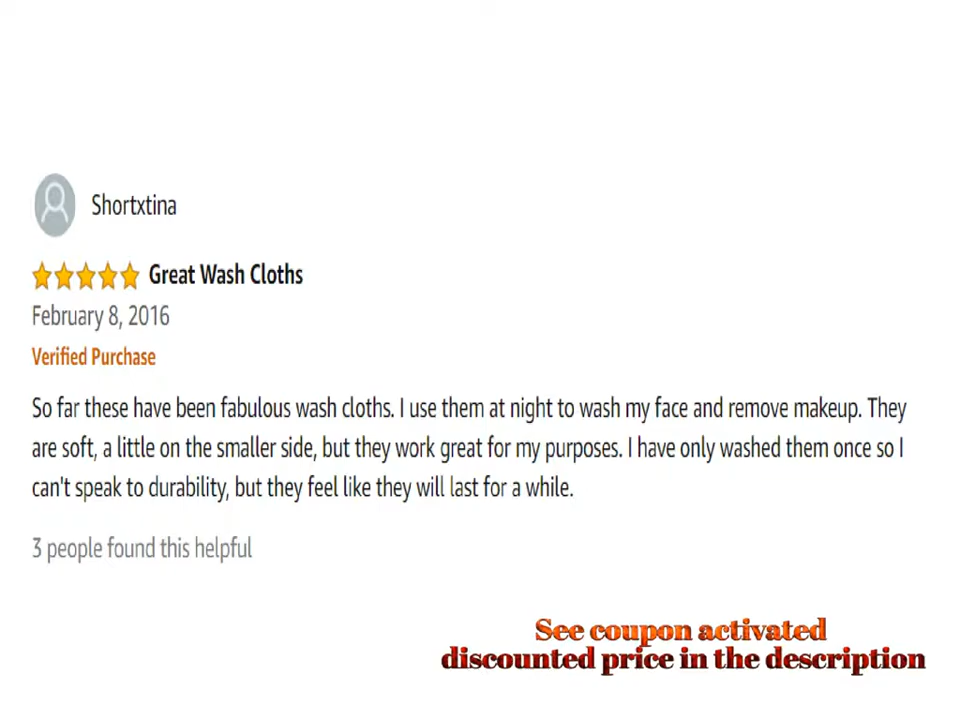 Shortxtina
Great Wash Cloths
February 8, 2016
Verified Purchase
So far these have been fabulous wash cloths. I use them at night to wash my face and remove makeup. They
are soft, a little on the smaller side, but they work great for my purposes. I have only washed them once so I
can't speak to durability, but they feel like they will last for a while.
3 people found this helpful
See coupon activated
discounted price in the description